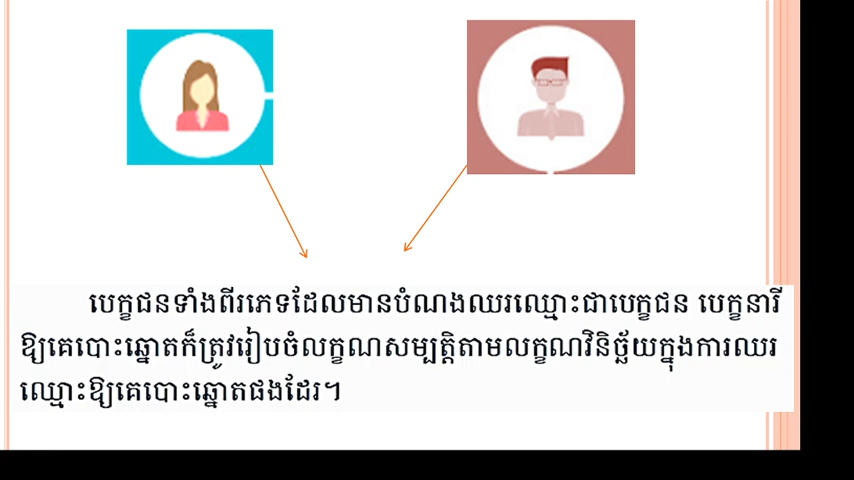 បេក្ខជនទាំងពីរភេទដែលមានបំណងឈរឈ្មោះជាបេក្ខជន បេក្ខនារី
ឱ្យគេបោះឆ្នោតក៏ត្រូវរៀបចំលក្ខណសម្បត្តិតាមលក្ខណវិនិច្ឆ័យក្នុងការឈរ
ឈ្មោះឱ្យគេបោះឆ្នោតផងដែរ។